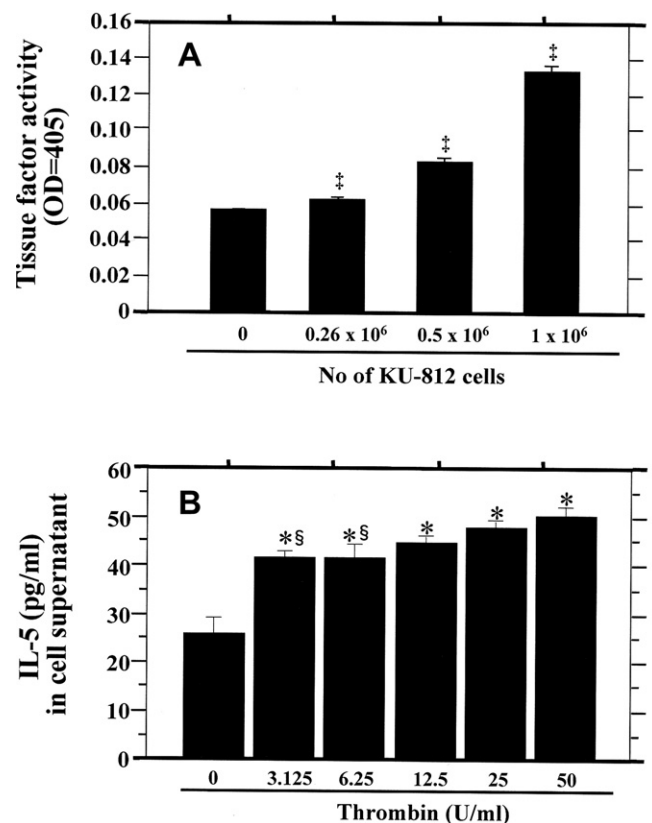 0.16
0.14
0.12
0.10
0.08
0.06
0.04
0.02
0
Tissue factor activity
(OD=405)
A
‡
‡
‡
0 0.26 x 10⁶ 0.5 x 10⁶ 1 x 10⁶
No of KU-812 cells
60
50
40
30
20
10
0
IL-5 (pg/ml)
in cell supernatant
B
*§ *§ * * *
0 3.125 6.25 12.5 25 50
Thrombin (U/ml)